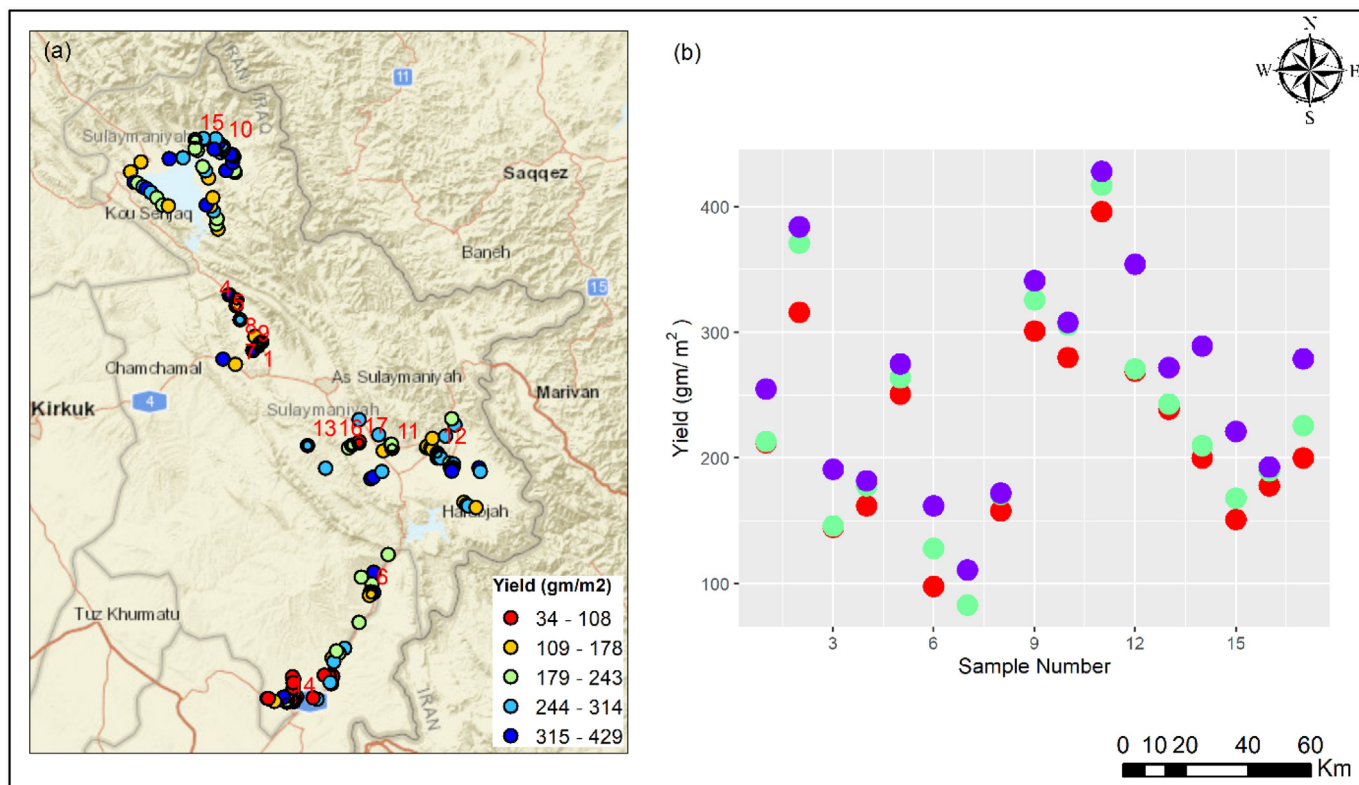 (a)
(b)
N
W E
S
IRAN
IRAQ
11
Sulaymaniyah
15 10
Saqqez
Kou Senjaq
Baneh
15
4
5
8 9
7 1
Chamchamal
As Sulaymaniyah
Marivan
Kirkuk
4
Sulaymaniyah
13 16 17 11 12
Halabjah
6
Tuz Khurmatu
14
IRAN
Yield (gm/m2)
34 - 108
109 - 178
179 - 243
244 - 314
315 - 429
Yield (gm/ m²)
400
300
200
100
3 6 9 12 15
Sample Number
0 10 20 40 60
Km